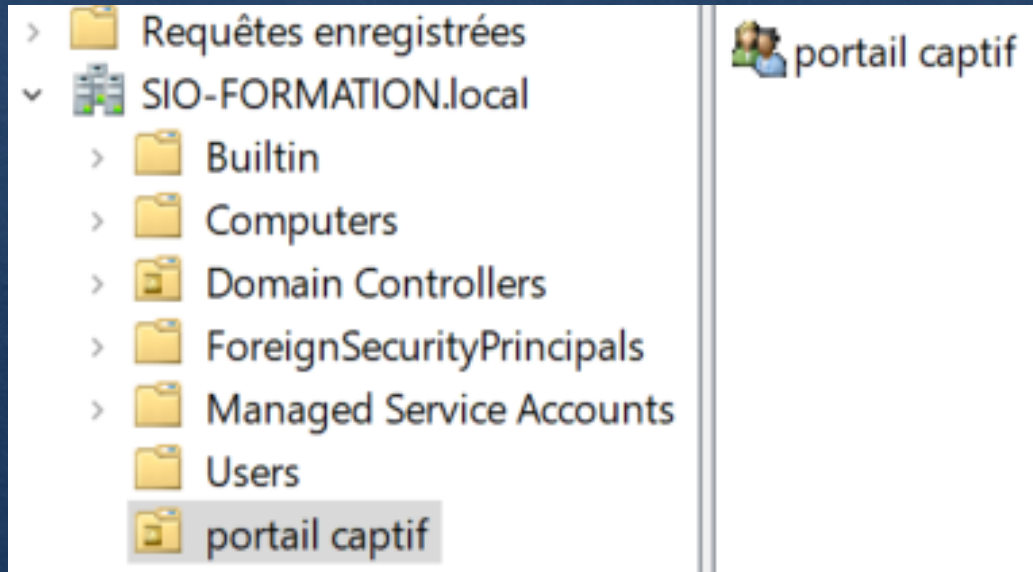 Requêtes enregistrées
SIO-FORMATION.local
Builtin
Computers
Domain Controllers
ForeignSecurityPrincipals
Managed Service Accounts
Users
portail captif
portail captif